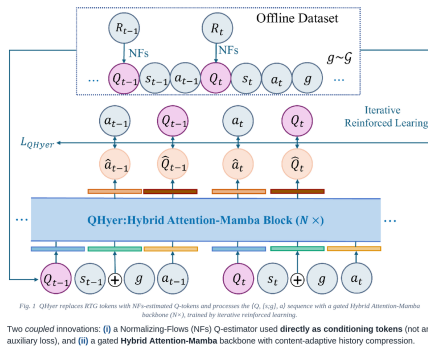 Offline Dataset
R_{t-1} R_t
NFs NFs
g~𝒢
... Q_{t-1} s_{t-1} a_{t-1} Q_t s_t a_t g
Iterative
Reinforced Learing
a_{t-1} Q_{t-1} a_t Q_t
L_{QHyer}
â_{t-1} Q̂_{t-1} â_t Q̂_t
... QHyer:Hybrid Attention-Mamba Block (N ×) ...
Q_{t-1} s_{t-1} + g a_{t-1} Q_t s_t + g a_t
Fig. 1 QHyer replaces RTG tokens with NFs-estimated Q-tokens and processes the {Q, [s;g], a} sequence with a gated Hybrid Attention-Mamba
backbone (N×), trained by iterative reinforced learning.
Two coupled innovations: (i) a Normalizing-Flows (NFs) Q-estimator used directly as conditioning tokens (not an
auxiliary loss), and (ii) a gated Hybrid Attention-Mamba backbone with content-adaptive history compression.